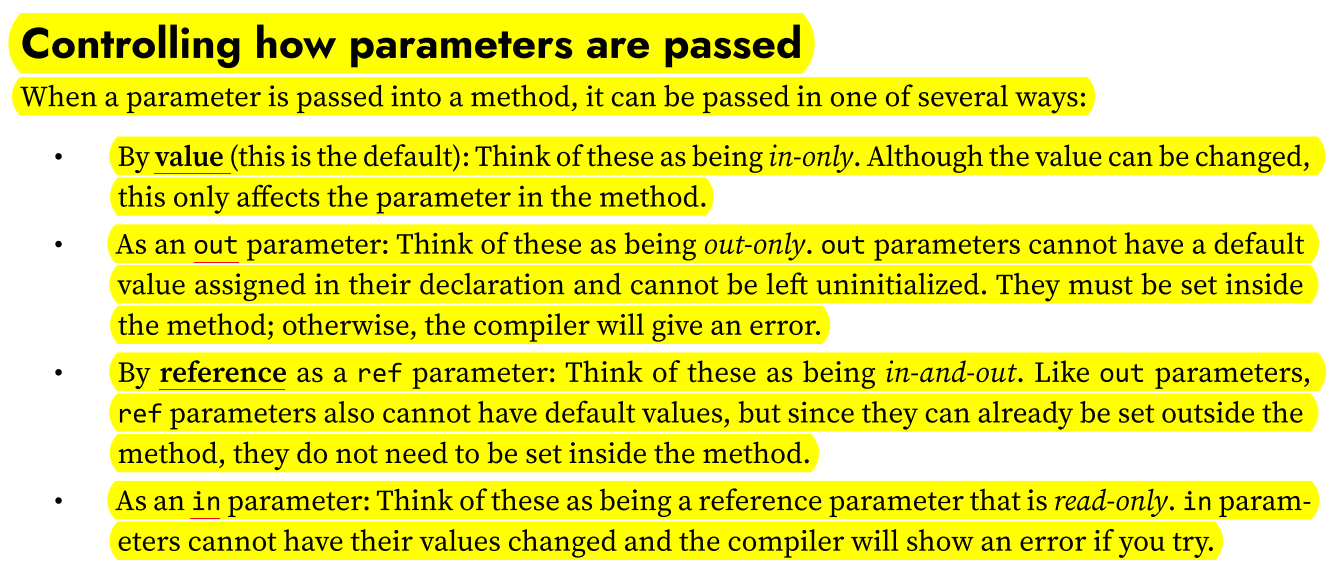 Controlling how parameters are passed
When a parameter is passed into a method, it can be passed in one of several ways:
• By value (this is the default): Think of these as being in-only. Although the value can be changed,
this only affects the parameter in the method.
• As an out parameter: Think of these as being out-only. out parameters cannot have a default
value assigned in their declaration and cannot be left uninitialized. They must be set inside
the method; otherwise, the compiler will give an error.
• By reference as a ref parameter: Think of these as being in-and-out. Like out parameters,
ref parameters also cannot have default values, but since they can already be set outside the
method, they do not need to be set inside the method.
• As an in parameter: Think of these as being a reference parameter that is read-only. in param-
eters cannot have their values changed and the compiler will show an error if you try.